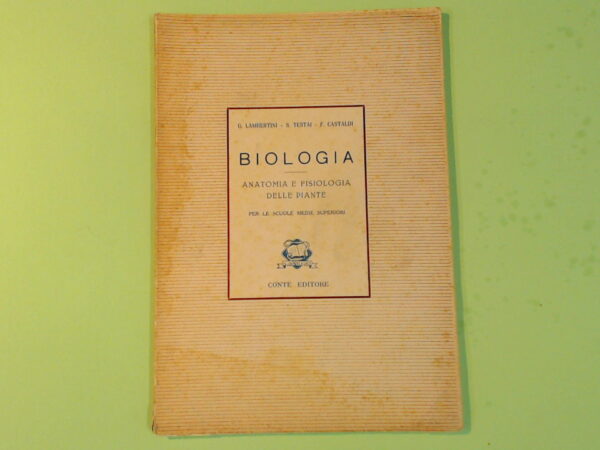 G. LAMBERTINI - S. TESTAI - F. CASTALDI
BIOLOGIA
ANATOMIA E FISIOLOGIA
DELLE PIANTE
PER LE SCUOLE MEDIE SUPERIORI
CONTE EDITORE